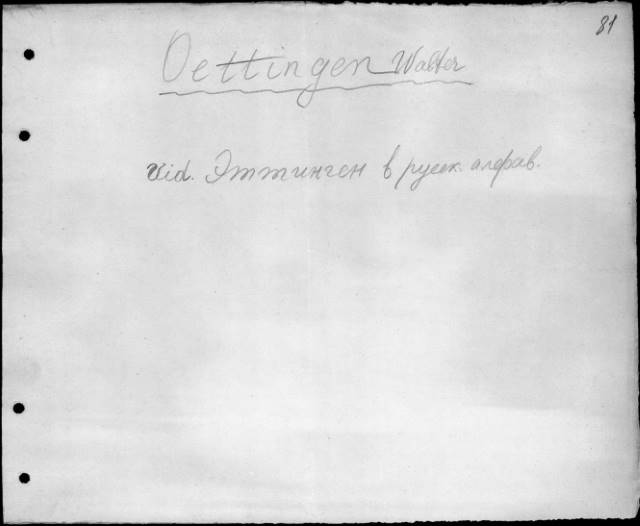 81
Oettingen Walter
vid. Эттинген в русск. алфав.